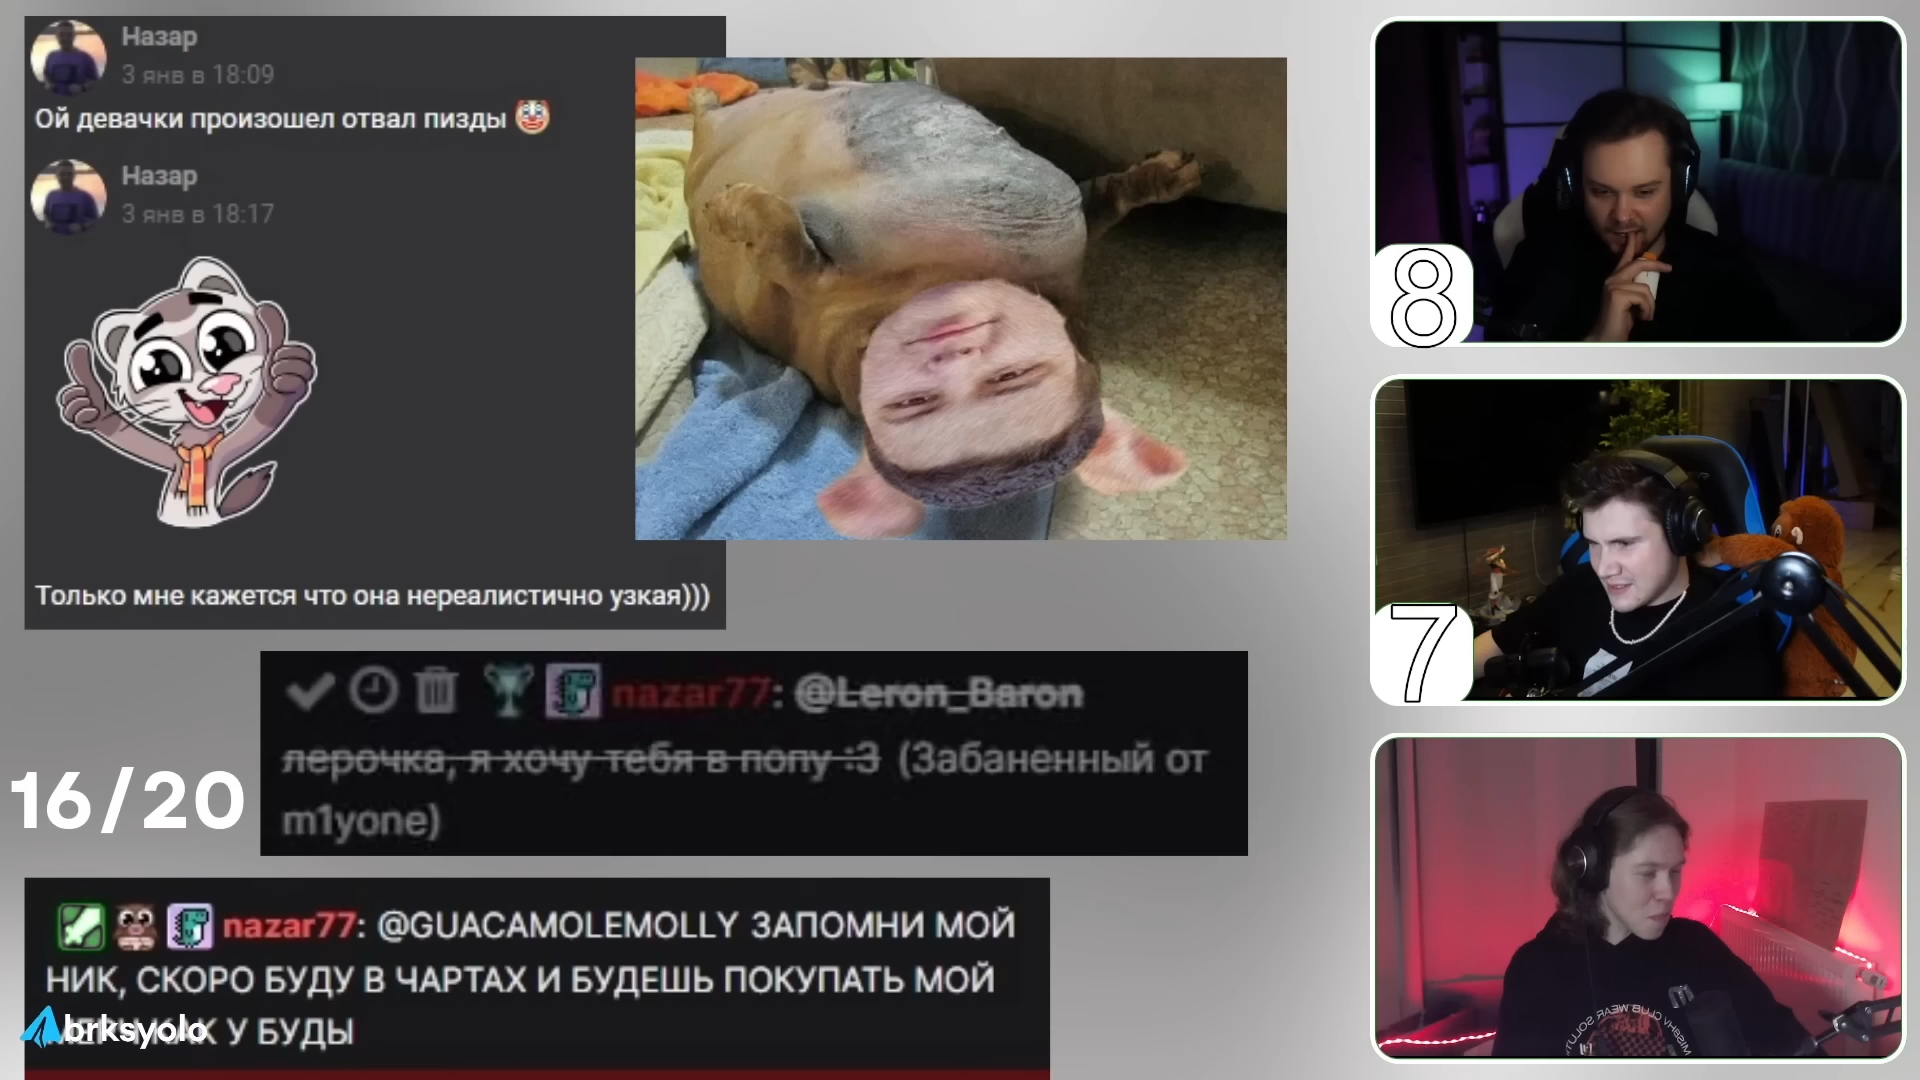 Назар
3 янв в 18:09
Ой девачки произошел отвал пизды
Назар
3 янв в 18:17
Только мне кажется что она нереалистично узкая)))
nazar77: @Leron_Baron
лерочка, я хочу тебя в попу :3 (Забаненный от
m1yone)
16/20
nazar77: @GUACAMOLEMOLLY ЗАПОМНИ МОЙ
НИК, СКОРО БУДУ В ЧАРТАХ И БУДЕШЬ ПОКУПАТЬ МОЙ
КАК У БУДЫ
brksyolo
8
7